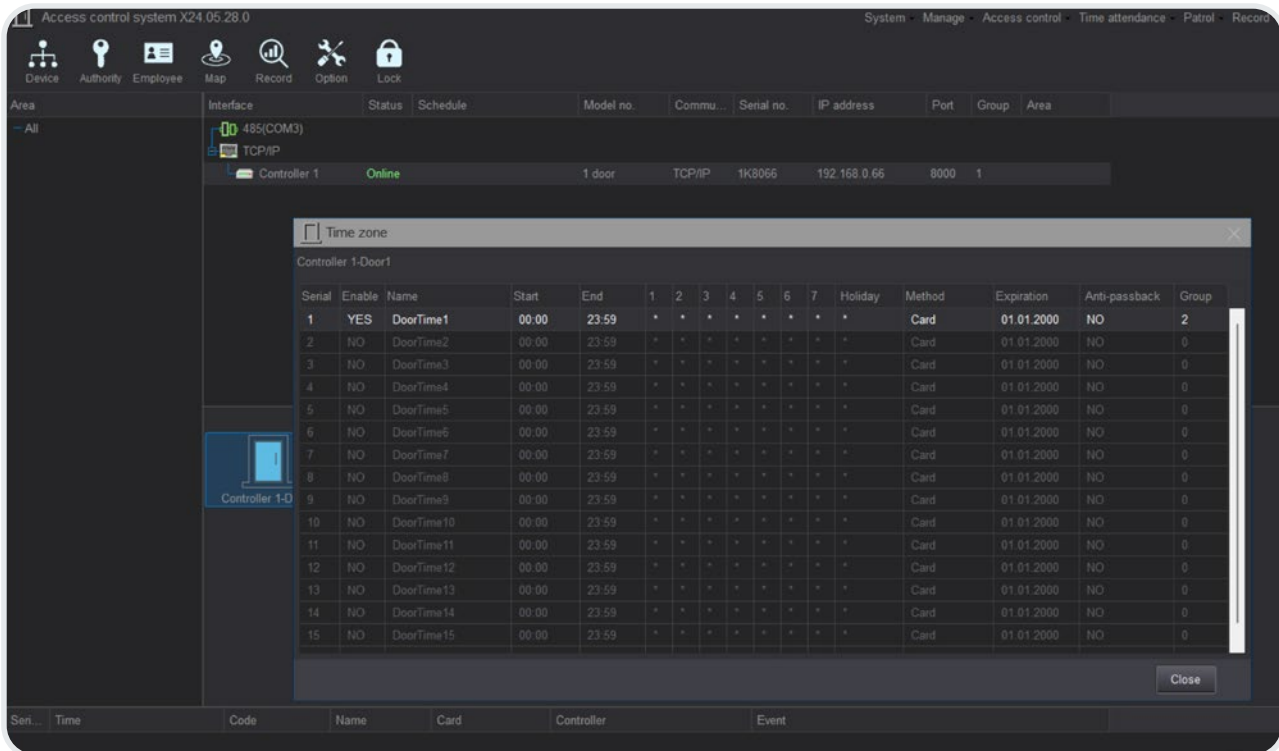 Access control system X24.05.28.0 System Manage Access control Time attendance Patrol Record
Device Authority Employee Map Record Option Lock
Area Interface Status Schedule Model no. Commu... Serial no. IP address Port Group Area
All 485(COM3)
TCP/IP
Controller 1 Online 1 door TCP/IP 1K8066 192.168.0.66 8000 1
Time zone
Controller 1-Door1
Serial Enable Name Start End 1 2 3 4 5 6 7 Holiday Method Expiration Anti-passback Group
1 YES DoorTime1 00:00 23:59 * * * * * * * * Card 01.01.2000 NO 2
2 NO DoorTime2 00:00 23:59 * * * * * * * * Card 01.01.2000 NO 0
3 NO DoorTime3 00:00 23:59 * * * * * * * * Card 01.01.2000 NO 0
4 NO DoorTime4 00:00 23:59 * * * * * * * * Card 01.01.2000 NO 0
5 NO DoorTime5 00:00 23:59 * * * * * * * * Card 01.01.2000 NO 0
6 NO DoorTime6 00:00 23:59 * * * * * * * * Card 01.01.2000 NO 0
7 NO DoorTime7 00:00 23:59 * * * * * * * * Card 01.01.2000 NO 0
8 NO DoorTime8 00:00 23:59 * * * * * * * * Card 01.01.2000 NO 0
Controller 1-D
9 NO DoorTime9 00:00 23:59 * * * * * * * * Card 01.01.2000 NO 0
10 NO DoorTime10 00:00 23:59 * * * * * * * * Card 01.01.2000 NO 0
11 NO DoorTime11 00:00 23:59 * * * * * * * * Card 01.01.2000 NO 0
12 NO DoorTime12 00:00 23:59 * * * * * * * * Card 01.01.2000 NO 0
13 NO DoorTime13 00:00 23:59 * * * * * * * * Card 01.01.2000 NO 0
14 NO DoorTime14 00:00 23:59 * * * * * * * * Card 01.01.2000 NO 0
15 NO DoorTime15 00:00 23:59 * * * * * * * * Card 01.01.2000 NO 0
Close
Seri... Time Code Name Card Controller Event